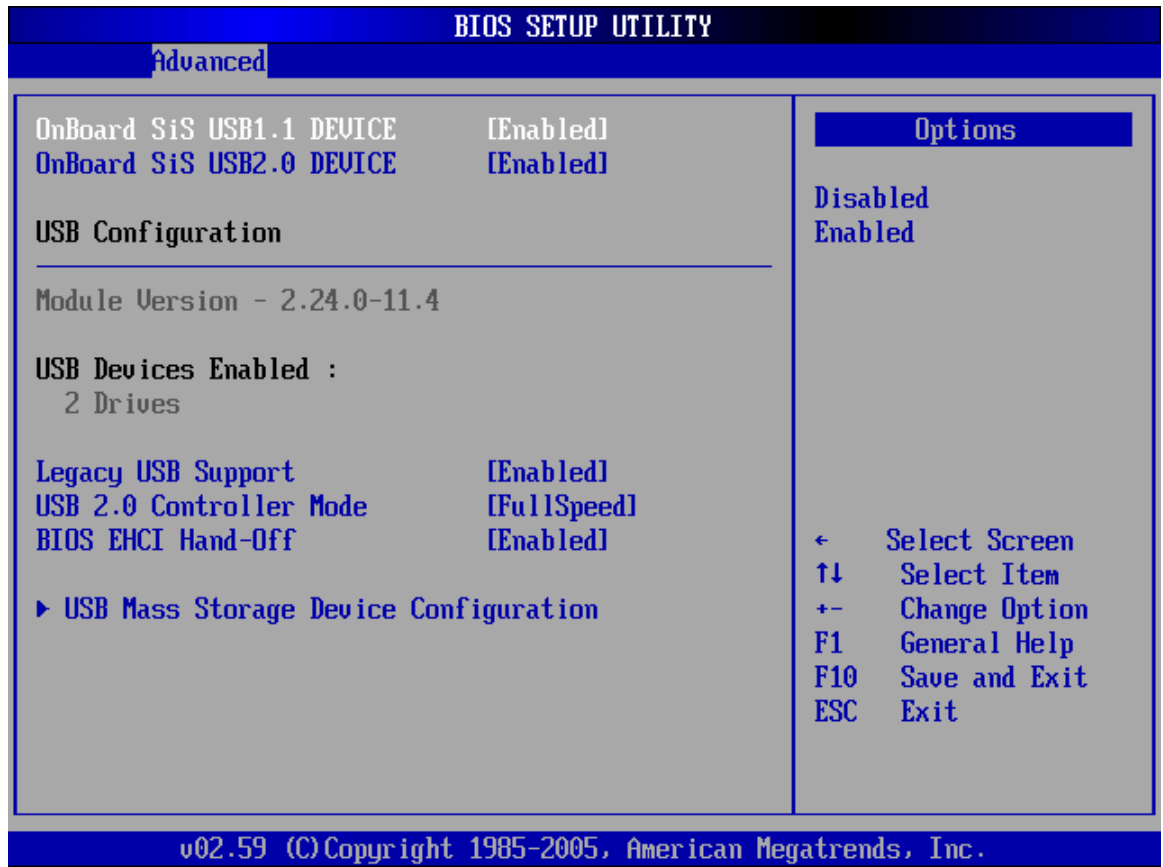 BIOS SETUP UTILITY
Advanced
OnBoard SiS USB1.1 DEVICE [Enabled]
OnBoard SiS USB2.0 DEVICE [Enabled]
USB Configuration
Module Version - 2.24.0-11.4
USB Devices Enabled :
2 Drives
Legacy USB Support [Enabled]
USB 2.0 Controller Mode [FullSpeed]
BIOS EHCI Hand-Off [Enabled]
▶ USB Mass Storage Device Configuration
Options
Disabled
Enabled
← Select Screen
↑↓ Select Item
+- Change Option
F1 General Help
F10 Save and Exit
ESC Exit
v02.59 (C)Copyright 1985-2005, American Megatrends, Inc.